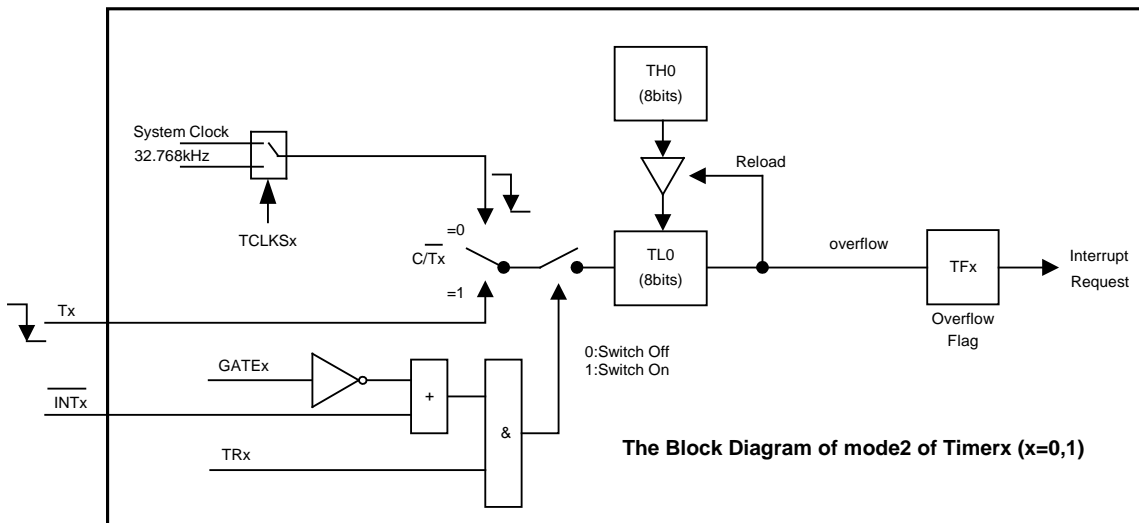 TH0
(8bits)
System Clock
32.768kHz
Reload
TCLKSx
=0
C/Tx
=1
TL0
(8bits)
overflow
TFx
Interrupt
Request
Overflow
Flag
Tx
0:Switch Off
1:Switch On
GATEx
INTx
+
&
TRx
The Block Diagram of mode2 of Timerx (x=0,1)